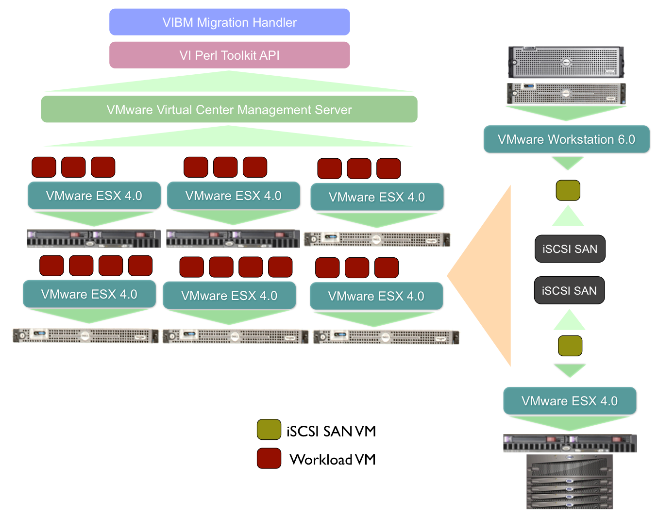 VIBM Migration Handler
VI Perl Toolkit API
VMware Virtual Center Management Server
VMware ESX 4.0
VMware ESX 4.0
VMware ESX 4.0
VMware ESX 4.0
VMware ESX 4.0
VMware ESX 4.0
VMware Workstation 6.0
iSCSI SAN
iSCSI SAN
VMware ESX 4.0
iSCSI SAN VM
Workload VM